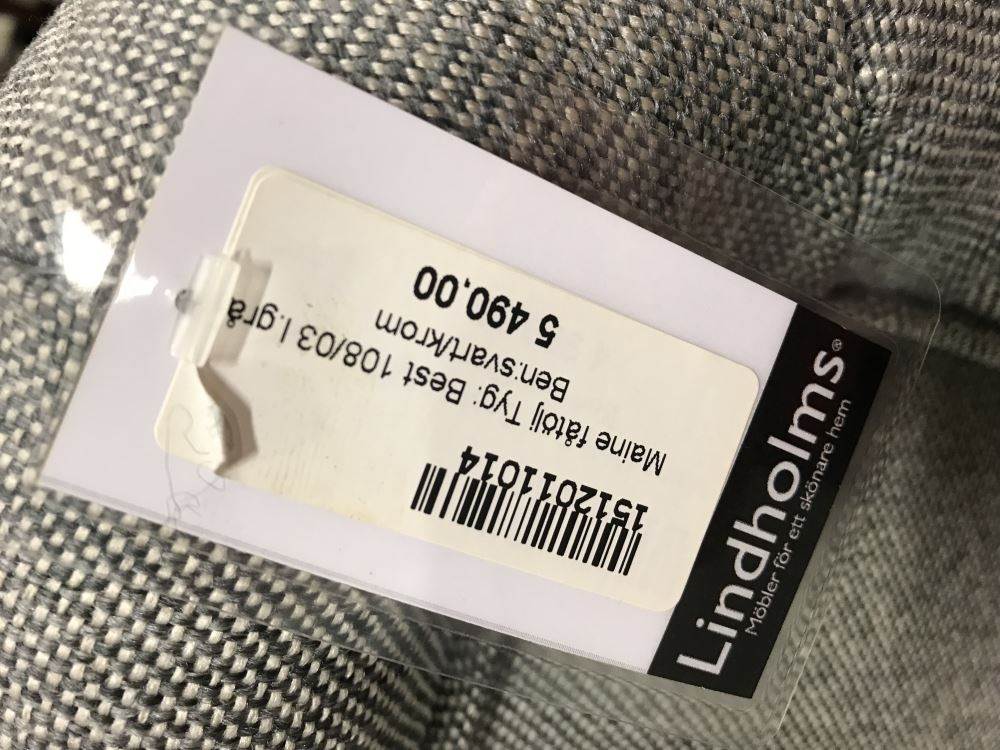 Lindholms®
Möbler för ett skönare hem
1512011014
Maine fåtölj Tyg: Best 108/03 l.grå
Ben:svart/krom
5 490.00